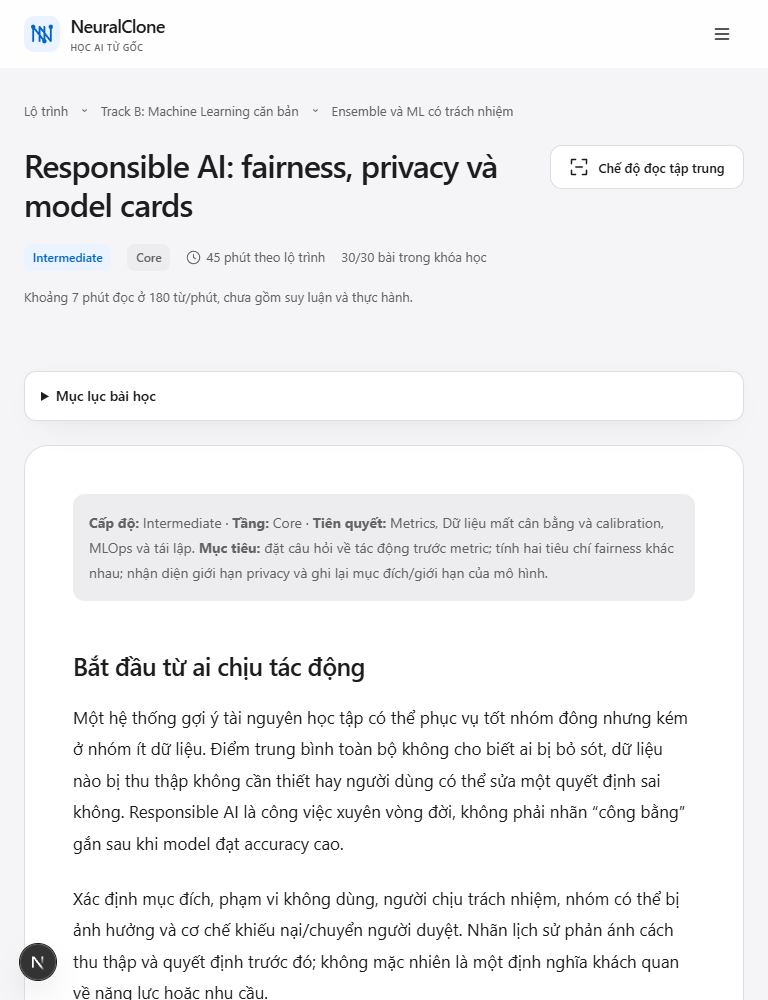 NeuralClone
HỌC AI TỪ GỐC
Lộ trình
Track B: Machine Learning căn bản
Ensemble và ML có trách nhiệm
Responsible AI: fairness, privacy và
model cards
Chế độ đọc tập trung
Intermediate
Core
45 phút theo lộ trình
30/30 bài trong khóa học
Khoảng 7 phút đọc ở 180 từ/phút, chưa gồm suy luận và thực hành.
Mục lục bài học
Cấp độ: Intermediate · Tầng: Core · Tiên quyết: Metrics, Dữ liệu mất cân bằng và calibration,
MLOps và tái lập. Mục tiêu: đặt câu hỏi về tác động trước metric; tính hai tiêu chí fairness khác
nhau; nhận diện giới hạn privacy và ghi lại mục đích/giới hạn của mô hình.
Bắt đầu từ ai chịu tác động
Một hệ thống gợi ý tài nguyên học tập có thể phục vụ tốt nhóm đông nhưng kém
ở nhóm ít dữ liệu. Điểm trung bình toàn bộ không cho biết ai bị bỏ sót, dữ liệu
nào bị thu thập không cần thiết hay người dùng có thể sửa một quyết định sai
không. Responsible AI là công việc xuyên vòng đời, không phải nhãn “công bằng”
gắn sau khi model đạt accuracy cao.
Xác định mục đích, phạm vi không dùng, người chịu trách nhiệm, nhóm có thể bị
ảnh hưởng và cơ chế khiếu nại/chuyển người duyệt. Nhãn lịch sử phản ánh cách
thu thập và quyết định trước đó; không mặc nhiên là một định nghĩa khách quan
về năng lực hoặc nhu cầu.
N